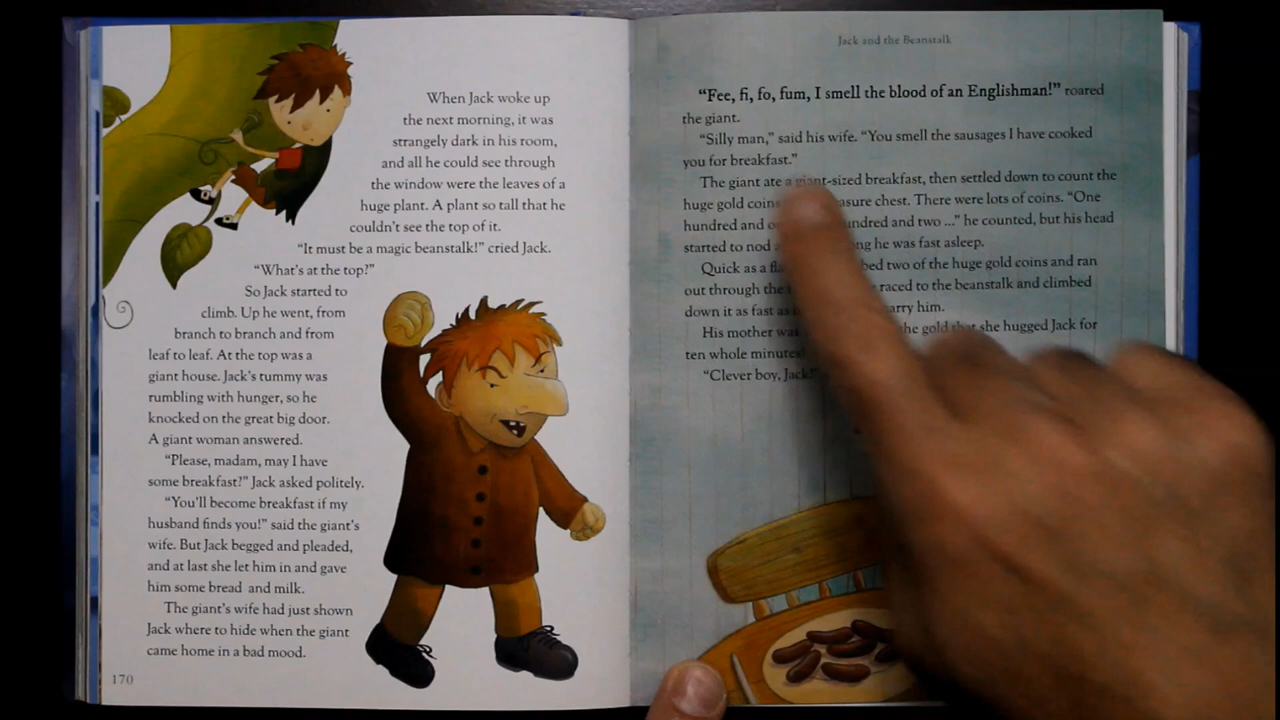 When Jack woke up
the next morning, it was
strangely dark in his room,
and all he could see through
the window were the leaves of a
huge plant. A plant so tall that he
couldn't see the top of it.
"It must be a magic beanstalk!" cried Jack.
"What's at the top?"
So Jack started to
climb. Up he went, from
branch to branch and from
leaf to leaf. At the top was a
giant house. Jack's tummy was
rumbling with hunger, so he
knocked on the great big door.
A giant woman answered.
"Please, madam, may I have
some breakfast?" Jack asked politely.
"You'll become breakfast if my
husband finds you!" said the giant's
wife. But Jack begged and pleaded,
and at last she let him in and gave
him some bread and milk.
The giant's wife had just shown
Jack where to hide when the giant
came home in a bad mood.
170
Jack and the Beanstalk
"Fee, fi, fo, fum, I smell the blood of an Englishman!" roared
the giant.
"Silly man," said his wife. "You smell the sausages I have cooked
you for breakfast."
The giant ate a giant-sized breakfast, then settled down to count the
huge gold coins There were lots of coins. "One
hundred and and two ..." he counted, but his head
started to nod he was fast asleep.
Quick as a two of the huge gold coins and ran
out through the raced to the beanstalk and climbed
down it as fast as him.
His mother was gold that she hugged Jack for
ten whole minutes
"Clever boy, Jack!"